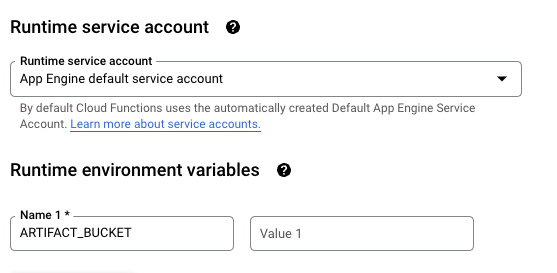 Runtime service account
Runtime service account
App Engine default service account
By default Cloud Functions uses the automatically created Default App Engine Service
Account. Learn more about service accounts.
Runtime environment variables
Name 1 *
ARTIFACT_BUCKET
Value 1